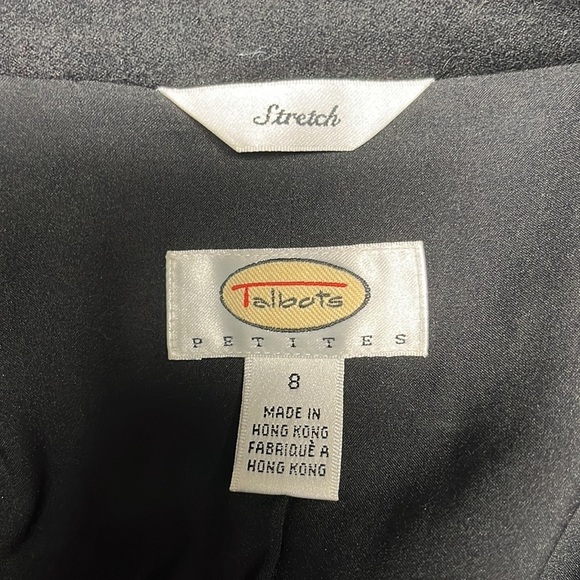 Stretch
Talbots
PETITES
8
MADE IN
HONG KONG
FABRIQUÈ A
HONG KONG